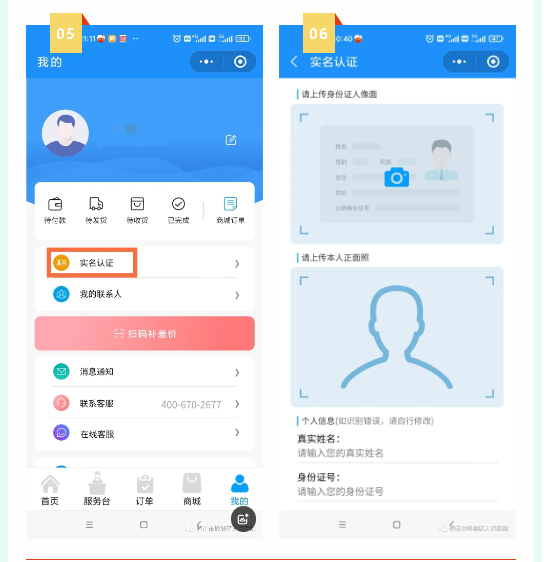 05
1:11
我的
待付款
待发货
待收货
已完成
商城订单
实名认证
我的联系人
扫码补差价
消息通知
联系客服 400-670-2677
在线客服
首页
服务台
订单
商城
我的
06
0:40
实名认证
请上传身份证人像面
姓名
性别
民族
住址
公民身份证号
请上传本人正面照
个人信息(如识别错误，请自行修改)
真实姓名：
请输入您的真实姓名
身份证号：
请输入您的身份证号